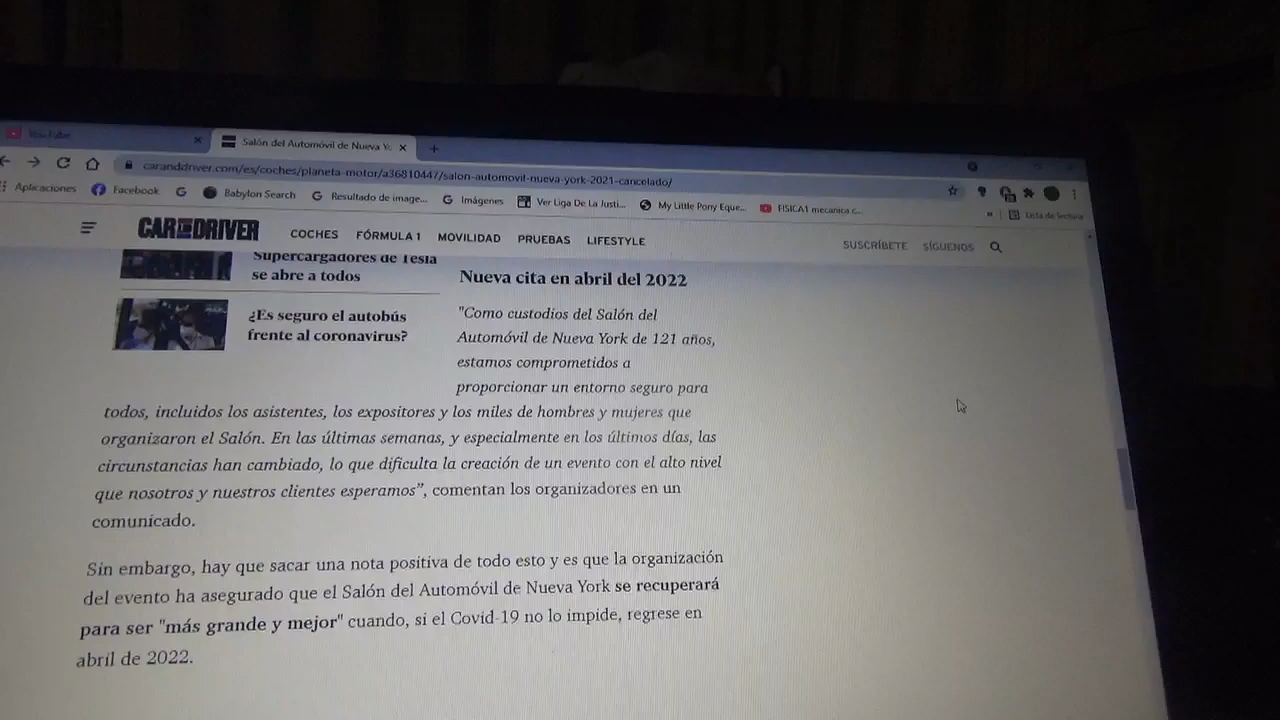 YouTube
Salón del Automóvil de Nueva Yo
caranddriver.com/es/coches/planeta-motor/a36810447/salon-automovil-nueva-york-2021-cancelado/
Aplicaciones
Facebook
Babylon Search
Resultado de image...
Imágenes
Ver Liga De La Justi...
My Little Pony Eque...
FISICA1 mecanica c...
»
Lista de lectura
CAR AND DRIVER
COCHES
FÓRMULA 1
MOVILIDAD
PRUEBAS
LIFESTYLE
SUSCRÍBETE
SÍGUENOS
Supercargadores de Tesla
se abre a todos
¿Es seguro el autobús
frente al coronavirus?
Nueva cita en abril del 2022
"Como custodios del Salón del
Automóvil de Nueva York de 121 años,
estamos comprometidos a
proporcionar un entorno seguro para
todos, incluidos los asistentes, los expositores y los miles de hombres y mujeres que
organizaron el Salón. En las últimas semanas, y especialmente en los últimos días, las
circunstancias han cambiado, lo que dificulta la creación de un evento con el alto nivel
que nosotros y nuestros clientes esperamos”, comentan los organizadores en un
comunicado.
Sin embargo, hay que sacar una nota positiva de todo esto y es que la organización
del evento ha asegurado que el Salón del Automóvil de Nueva York se recuperará
para ser "más grande y mejor" cuando, si el Covid-19 no lo impide, regrese en
abril de 2022.